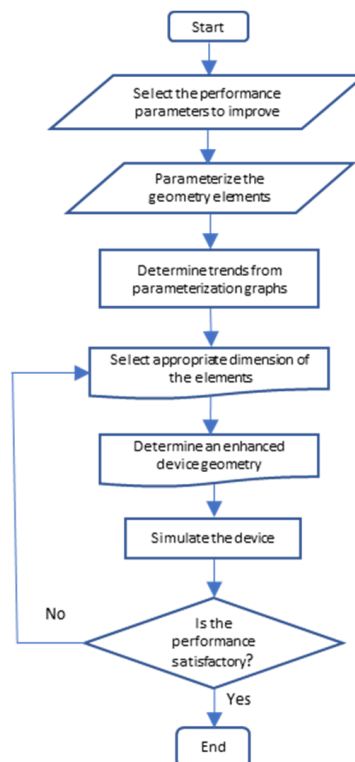 Start
Select the performance
parameters to improve
Parameterize the
geometry elements
Determine trends from
parameterization graphs
Select appropriate dimension of
the elements
Determine an enhanced
device geometry
Simulate the device
Is the
performance
satisfactory?
No
Yes
End